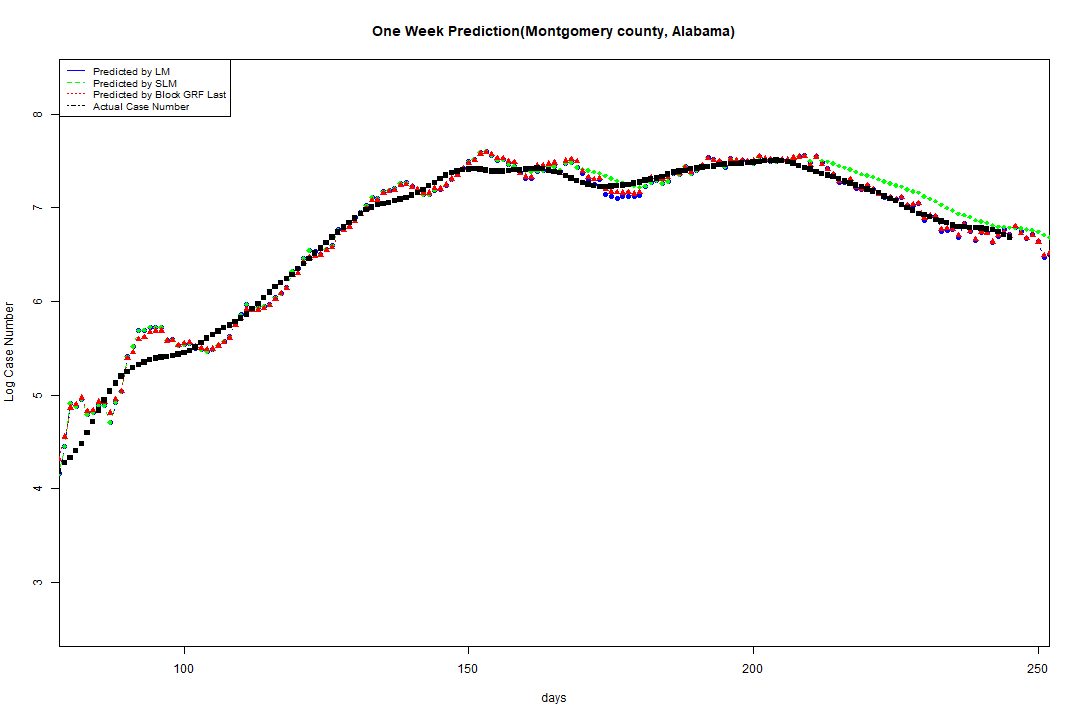 One Week Prediction(Montgomery county, Alabama)
Predicted by LM
Predicted by SLM
Predicted by Block GRF Last
Actual Case Number
8
7
6
5
4
3
Log Case Number
100 150 200 250
days